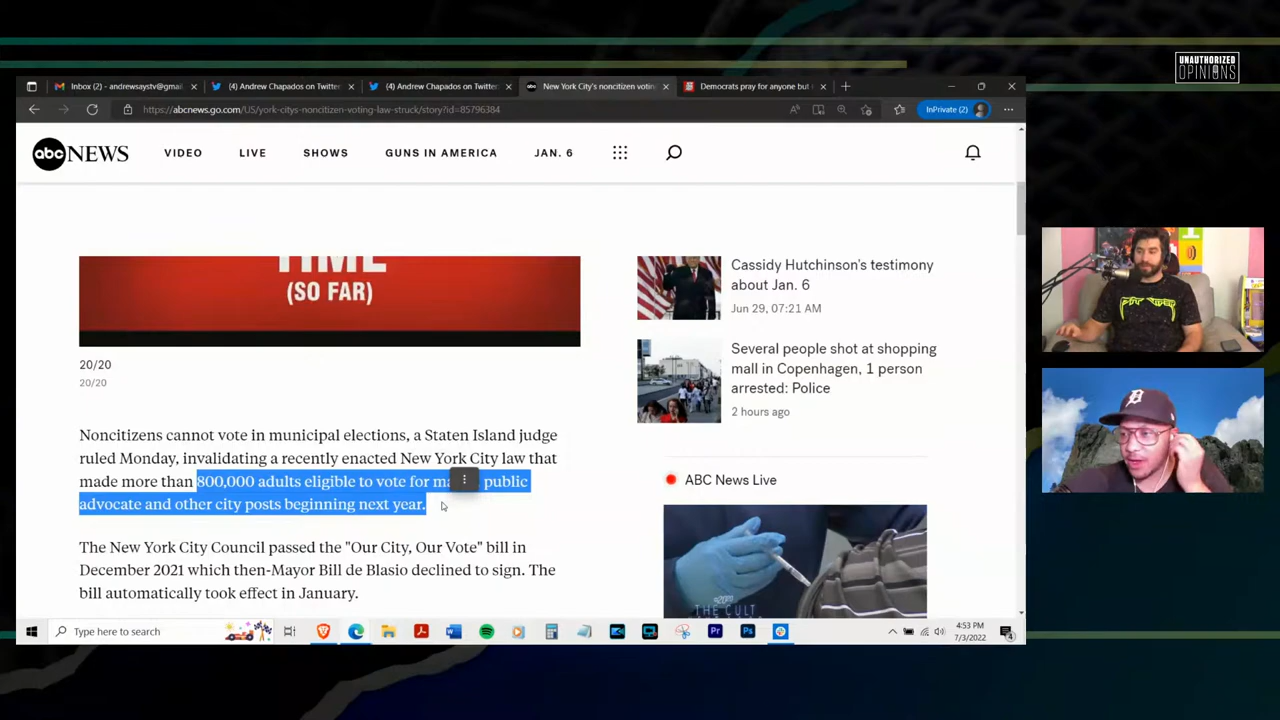 UNAUTHORIZED
OPINIONS
Inbox (2) - andrewsaystv@gmail.
(4) Andrew Chapados on Twitter
(4) Andrew Chapados on Twitter
New York City's noncitizen votin
Democrats pray for anyone but
https://abcnews.go.com/US/york-citys-noncitizen-voting-law-struck/story?id=85796384
InPrivate (2)
abc NEWS
VIDEO
LIVE
SHOWS
GUNS IN AMERICA
JAN. 6
TIME
(SO FAR)
20/20
20/20
Cassidy Hutchinson's testimony
about Jan. 6
Jun 29, 07:21 AM
Several people shot at shopping
mall in Copenhagen, 1 person
arrested: Police
2 hours ago
Noncitizens cannot vote in municipal elections, a Staten Island judge
ruled Monday, invalidating a recently enacted New York City law that
made more than 800,000 adults eligible to vote for ma public
advocate and other city posts beginning next year.
The New York City Council passed the "Our City, Our Vote" bill in
December 2021 which then-Mayor Bill de Blasio declined to sign. The
bill automatically took effect in January.
ABC News Live
THE CULT
Type here to search
4:53 PM
7/3/2022
4
D